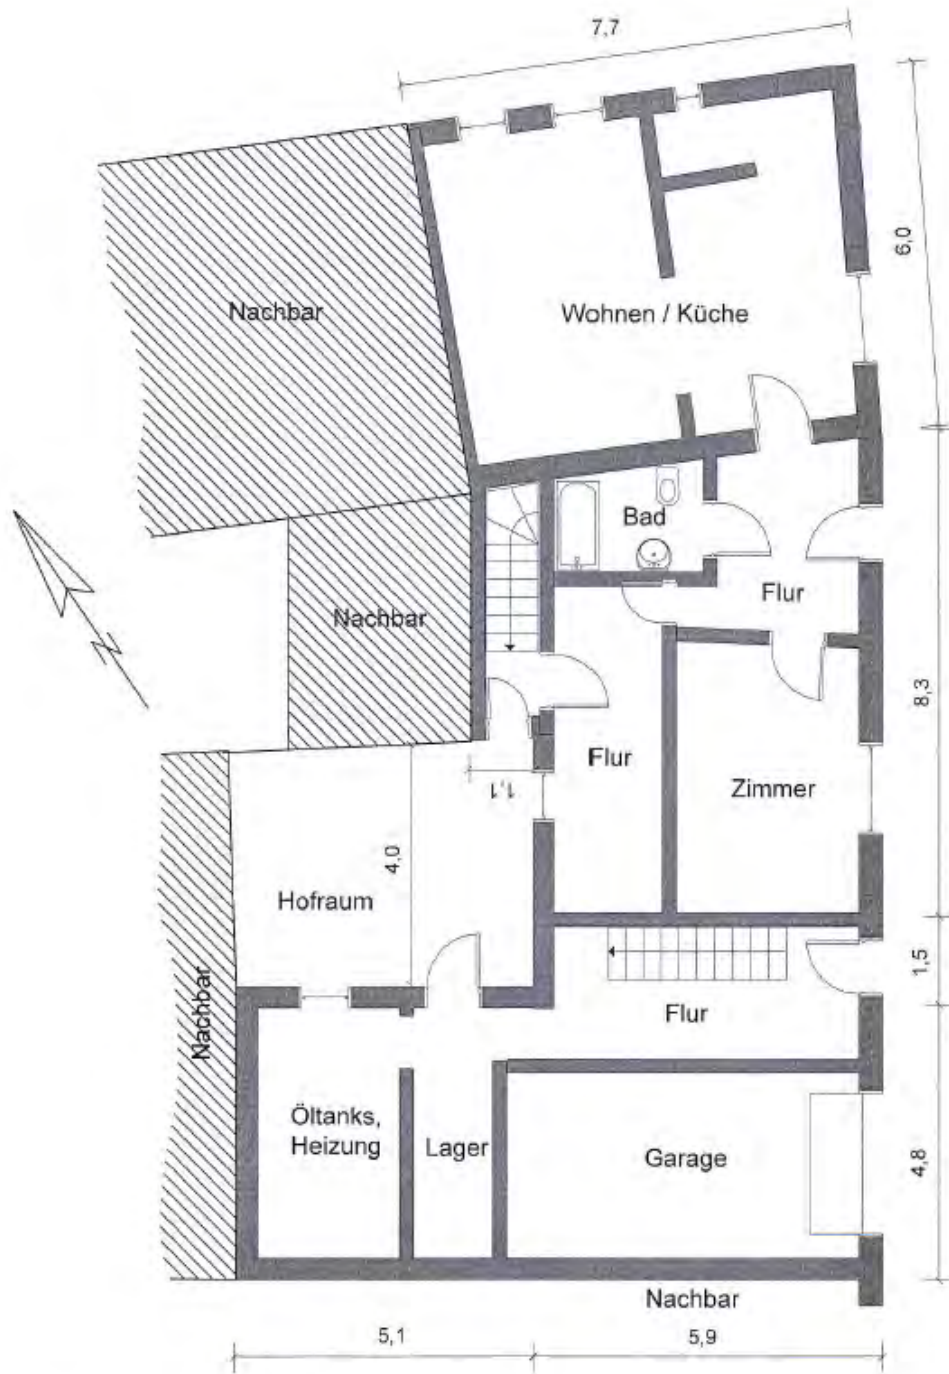 7,7
6,0
Nachbar
Wohnen / Küche
Bad
Flur
Nachbar
8,3
Flur
Zimmer
1,1
4,0
Hofraum
1,5
Nachbar
Flur
Öltanks,
Heizung
Lager
Garage
4,8
Nachbar
5,1
5,9